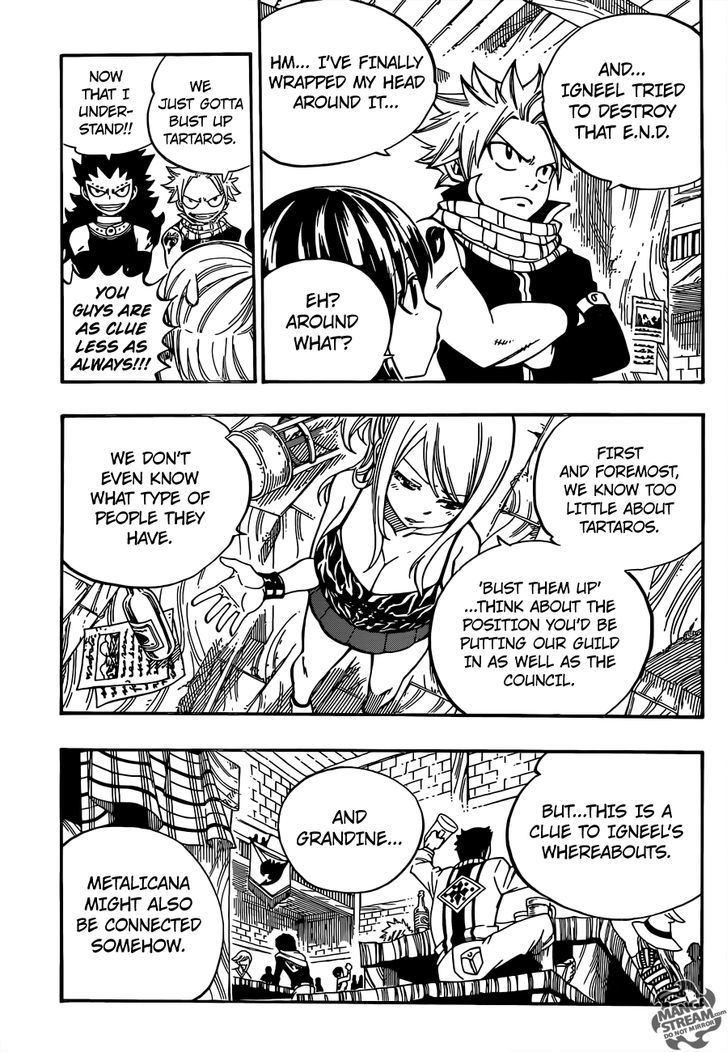 AND...
IGNEEL TRIED
TO DESTROY
THAT E.N.D.
HM... I'VE FINALLY
WRAPPED MY HEAD
AROUND IT...
EH?
AROUND
WHAT?
WE
JUST GOTTA
BUST UP
TARTAROS.
NOW
THAT I
UNDER-
STAND!!
YOU
GUYS ARE
AS CLUE
LESS AS
ALWAYS!!!
FIRST
AND FOREMOST,
WE KNOW TOO
LITTLE ABOUT
TARTAROS.
WE DON'T
EVEN KNOW
WHAT TYPE OF
PEOPLE THEY
HAVE.
'BUST THEM UP'
...THINK ABOUT THE
POSITION YOU'D BE
PUTTING OUR GUILD
IN AS WELL AS THE
COUNCIL.
BUT...THIS IS A
CLUE TO IGNEEL'S
WHEREABOUTS.
AND
GRANDINE...
METALICANA
MIGHT ALSO
BE CONNECTED
SOMEHOW.
MANGA
STREAM.com
DO NOT MIRROR!